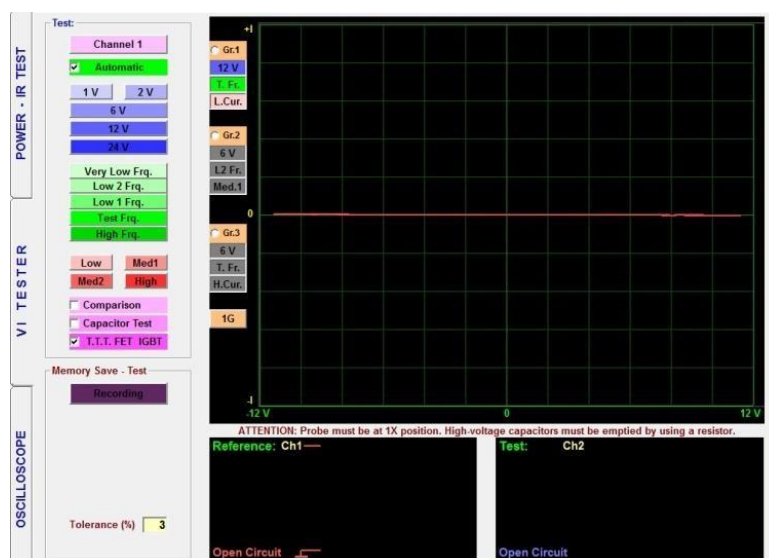 POWER - IR TEST
VI TESTER
OSCILLOSCOPE
Test:
Channel 1
Automatic
1 V
2 V
6 V
12 V
24 V
Very Low Frq.
Low 2 Frq.
Low 1 Frq.
Test Frq.
High Frq.
Low
Med1
Med2
High
Comparison
Capacitor Test
T.T.T. FET IGBT
Memory Save - Test
Recording
Tolerance (%) 3
Gr.1
12 V
T. Fr.
L.Cur.
Gr.2
6 V
L2 Fr.
Med.1
Gr.3
6 V
T. Fr.
H.Cur.
1G
+I
0
-I
-12 V 0 12 V
ATTENTION: Probe must be at 1X position. High-voltage capacitors must be emptied by using a resistor.
Reference: Ch1
Open Circuit
Test: Ch2
Open Circuit